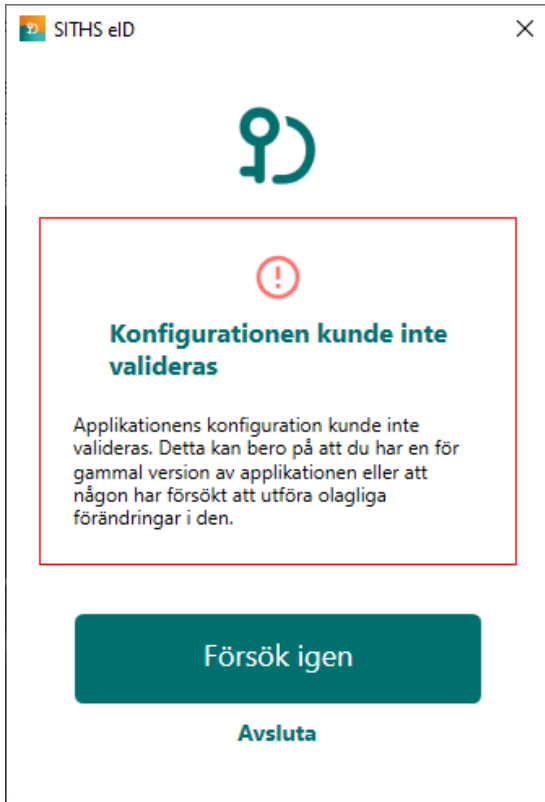 SITHS eID
Konfigurationen kunde inte
valideras
Applikationens konfiguration kunde inte
valideras. Detta kan bero på att du har en för
gammal version av applikationen eller att
någon har försökt att utföra olagliga
förändringar i den.
Försök igen
Avsluta